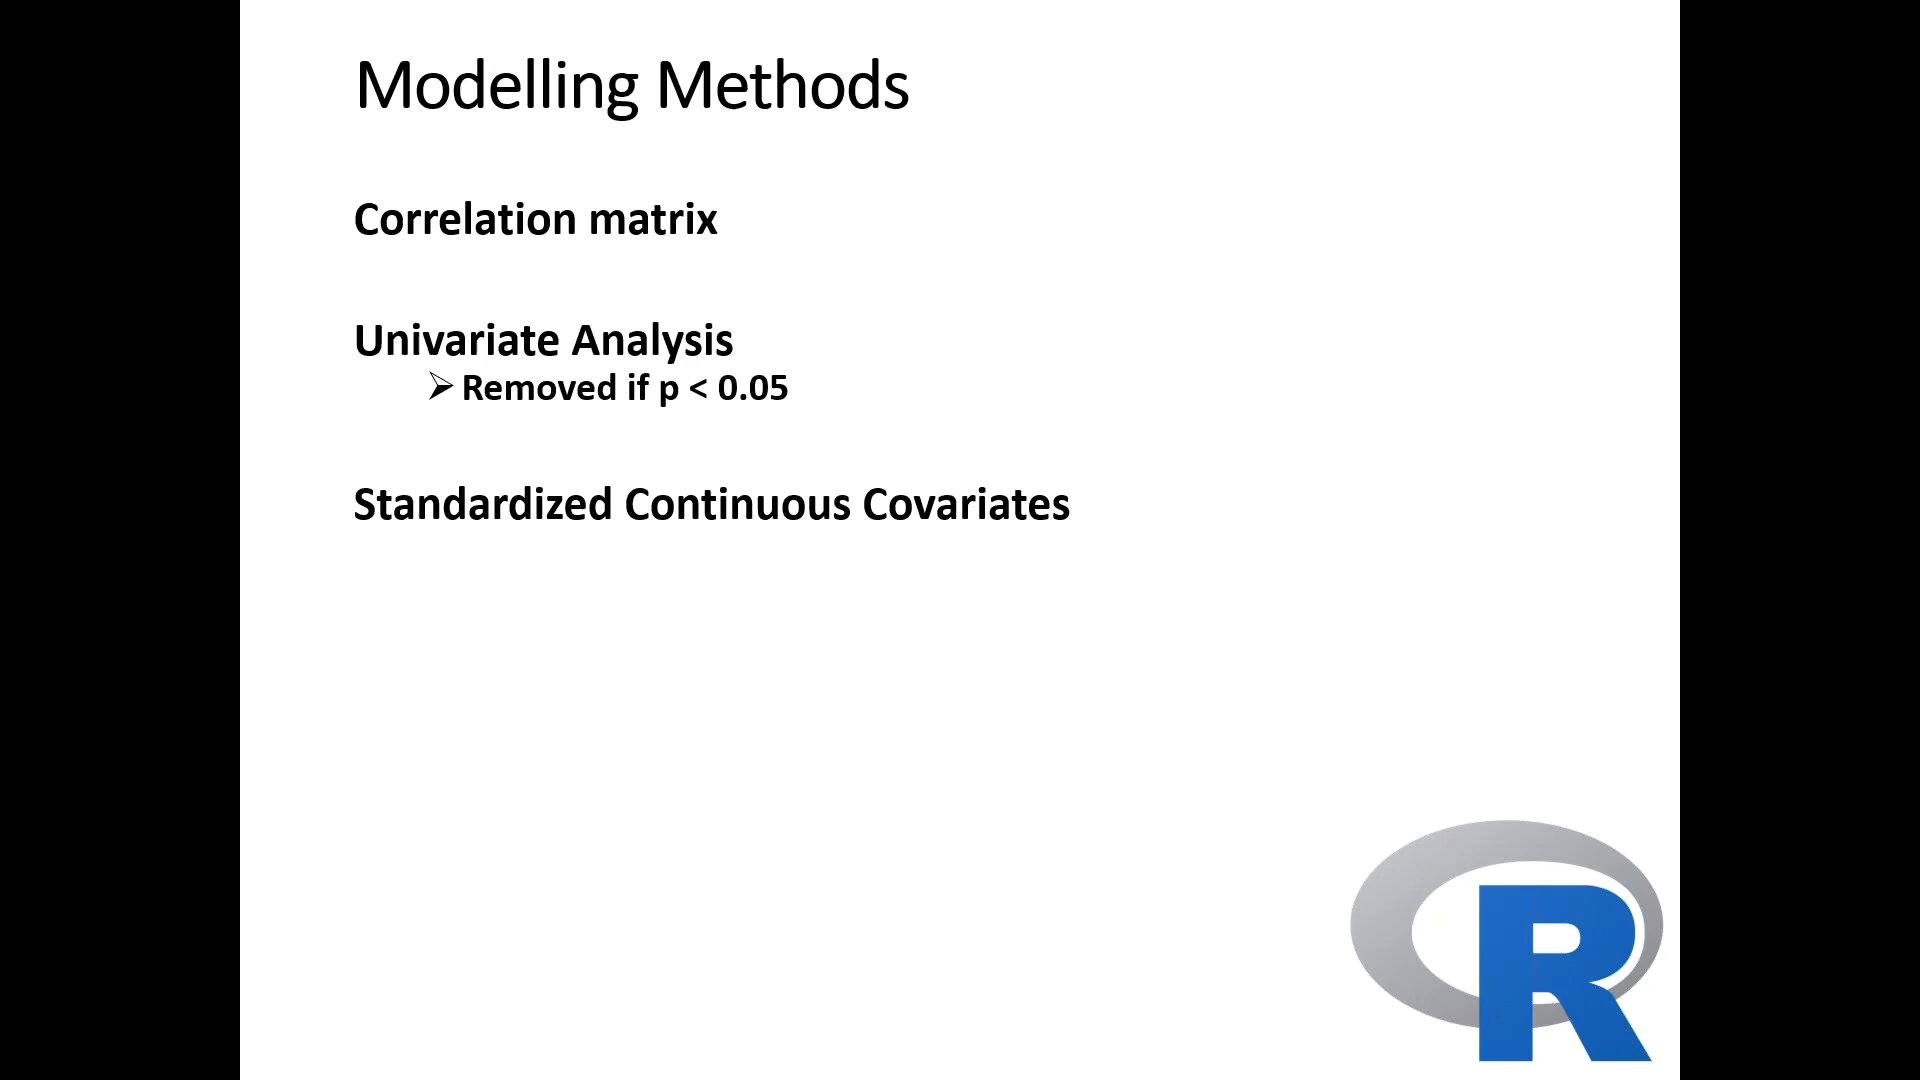 Modelling Methods
Correlation matrix
Univariate Analysis
➢ Removed if p < 0.05
Standardized Continuous Covariates
R